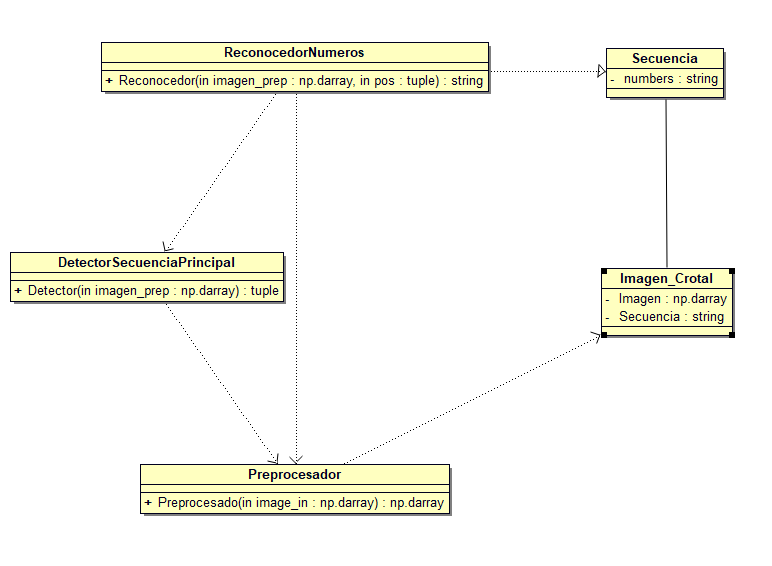 ReconocedorNumeros
+ Reconocedor(in imagen_prep : np.darray, in pos : tuple) : string
Secuencia
- numbers : string
DetectorSecuenciaPrincipal
+ Detector(in imagen_prep : np.darray) : tuple
Imagen_Crotal
- Imagen : np.darray
- Secuencia : string
Preprocesador
+ Preprocesado(in image_in : np.darray) : np.darray